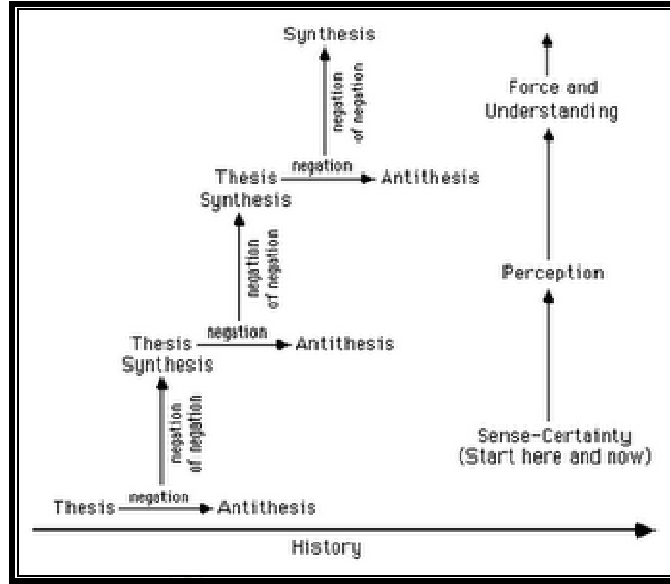 Synthesis
negation
of negation
Force and
Understanding
Thesis
negation
Antithesis
Synthesis
negation
of negation
Perception
Thesis
negation
Antithesis
Synthesis
negation
of negation
Sense-Certainty
(Start here and now)
Thesis
negation
Antithesis
History